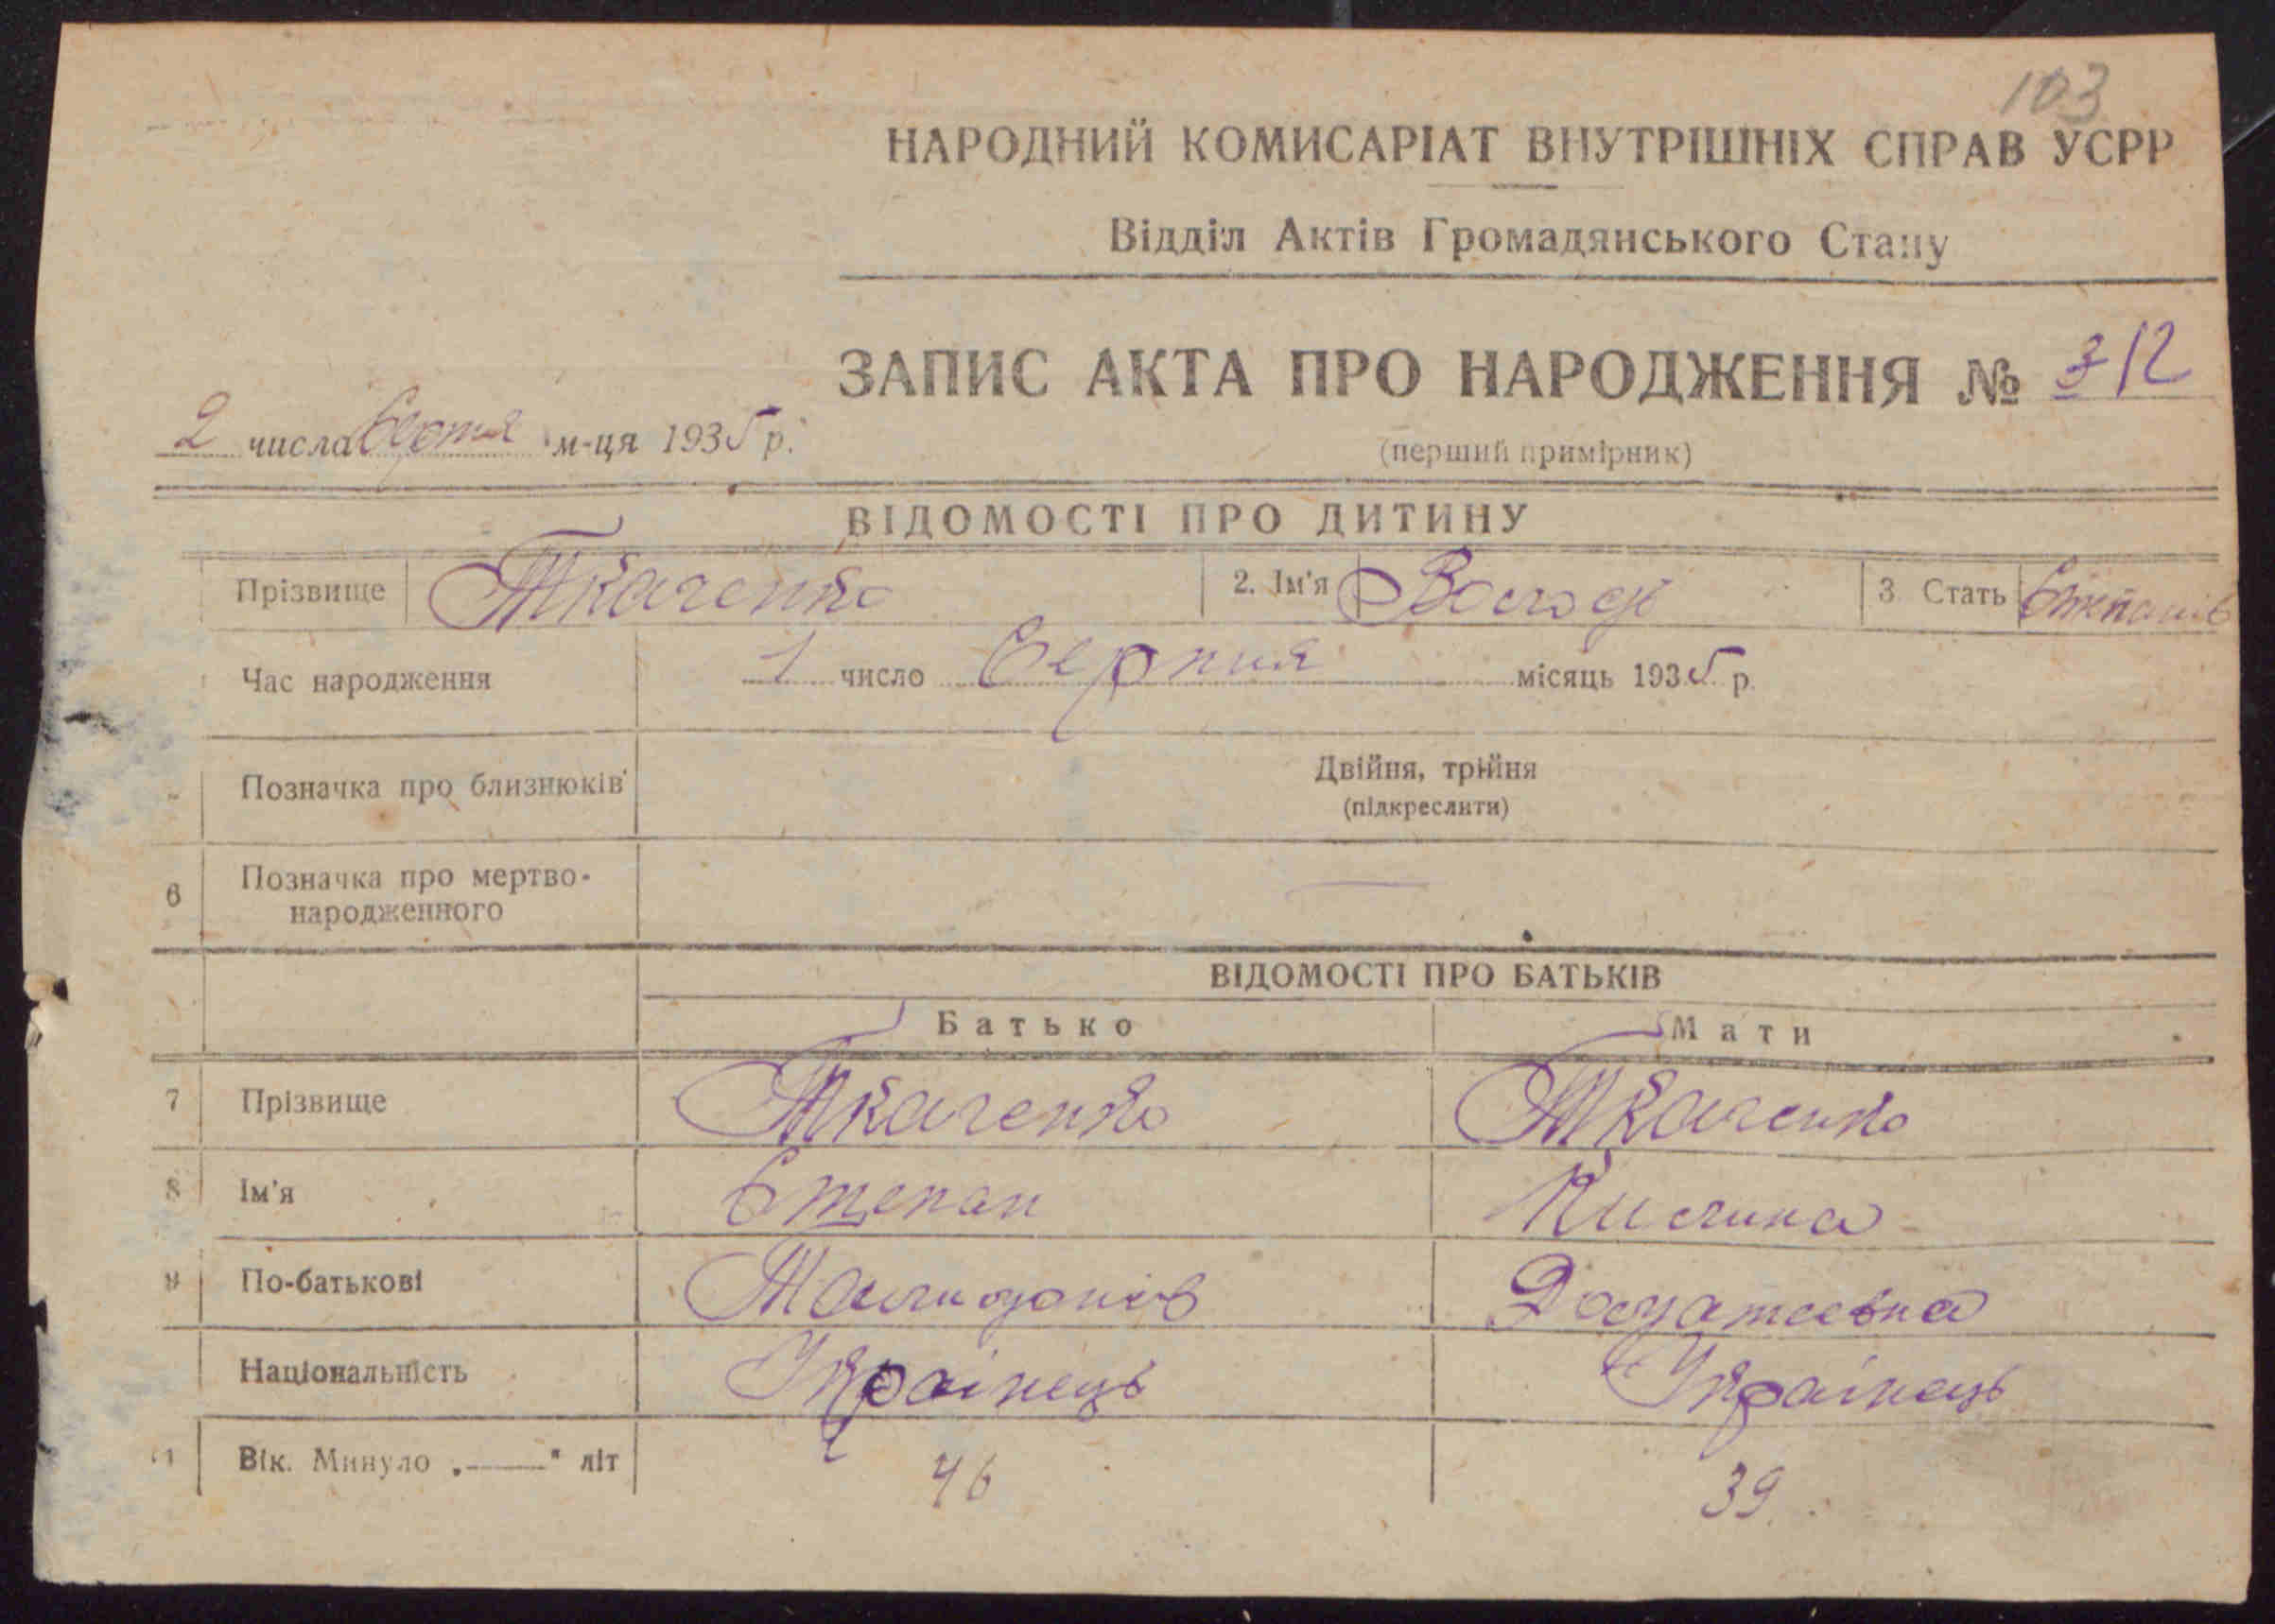 103
НАРОДНИЙ КОМИСАРІАТ ВНУТРІШНІХ СПРАВ УСРР
Відділ Актів Громадянського Стану
ЗАПИС АКТА ПРО НАРОДЖЕННЯ № 312
2 числа Серпня м-ця 1935 р.
(перший примірник)
ВІДОМОСТІ ПРО ДИТИНУ
Прізвище Ткаченко 2. Ім'я 3. Стать
Час народження 1 число Серпня місяць 1935 р.
Позначка про близнюків Двійня, трійня
(підкреслити)
6 Позначка про мертво-
народженного —
ВІДОМОСТІ ПРО БАТЬКІВ
Батько Мати
7 Прізвище Ткаченко Ткаченко
8 Ім'я Степан Килина
9 По-батькові
Національність Українець Українець
Вік. Минуло „——" літ 46 39